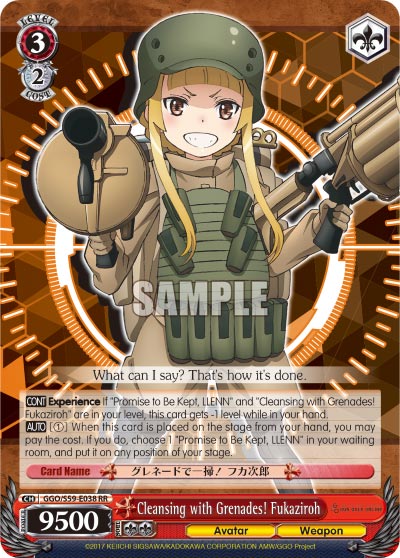 LEVEL
3
2
COST
SAMPLE
What can I say? That's how it's done.
CONT Experience If "Promise to Be Kept, LLENN" and "Cleansing with Grenades!
Fukaziroh" are in your level, this card gets -1 level while in your hand.
AUTO [①] When this card is placed on the stage from your hand, you may
pay the cost. If you do, choose 1 "Promise to Be Kept, LLENN" in your waiting
room, and put it on any position of your stage.
Card Name グレネードで一掃！ フカ次郎
CH GGO/S59-E038 RR
Cleansing with Grenades! Fukaziroh
POWER 9500 SOUL Avatar Weapon
©2017 KEIICHI SIGSAWA/KADOKAWA CORPORATION AMW/GGO Project